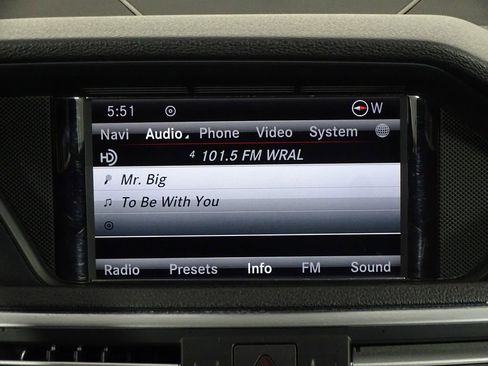 5:51 W
Navi Audio Phone Video System
HD 4 101.5 FM WRAL
Mr. Big
To Be With You
Radio Presets Info FM Sound